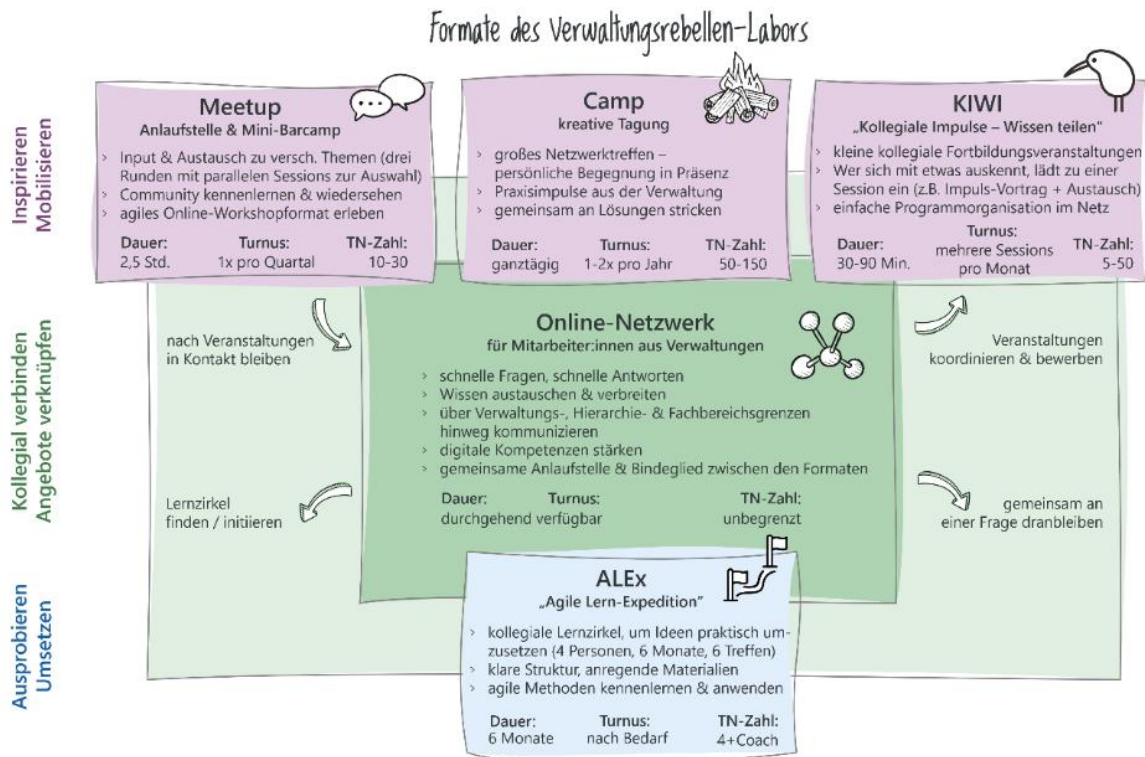 Formate des Verwaltungsrebellen-Labors
Inspirieren
Mobilisieren
Meetup
Anlaufstelle & Mini-Barcamp
› Input & Austausch zu versch. Themen (drei
Runden mit parallelen Sessions zur Auswahl)
› Community kennenlernen & wiedersehen
› agiles Online-Workshopformat erleben
Dauer: Turnus: TN-Zahl:
2,5 Std. 1x pro Quartal 10-30
Camp
kreative Tagung
› großes Netzwerktreffen –
persönliche Begegnung in Präsenz
› Praxisimpulse aus der Verwaltung
› gemeinsam an Lösungen stricken
Dauer: Turnus: TN-Zahl:
ganztägig 1-2x pro Jahr 50-150
KIWI
„Kollegiale Impulse – Wissen teilen"
› kleine kollegiale Fortbildungsveranstaltungen
› Wer sich mit etwas auskennt, lädt zu einer
Session ein (z.B. Impuls-Vortrag + Austausch)
› einfache Programmorganisation im Netz
Dauer: Turnus: TN-Zahl:
30-90 Min. mehrere Sessions 5-50
pro Monat
Kollegial verbinden
Angebote verknüpfen
nach Veranstaltungen
in Kontakt bleiben
Online-Netzwerk
für Mitarbeiter:innen aus Verwaltungen
› schnelle Fragen, schnelle Antworten
› Wissen austauschen & verbreiten
› über Verwaltungs-, Hierarchie- & Fachbereichsgrenzen
hinweg kommunizieren
› digitale Kompetenzen stärken
› gemeinsame Anlaufstelle & Bindeglied zwischen den Formaten
Dauer: Turnus: TN-Zahl:
durchgehend verfügbar unbegrenzt
Veranstaltungen
koordinieren & bewerben
Lernzirkel
finden / initiieren
gemeinsam an
einer Frage dranbleiben
Ausprobieren
Umsetzen
ALEx
„Agile Lern-Expedition"
› kollegiale Lernzirkel, um Ideen praktisch um-
zusetzen (4 Personen, 6 Monate, 6 Treffen)
› klare Struktur, anregende Materialien
› agile Methoden kennenlernen & anwenden
Dauer: Turnus: TN-Zahl:
6 Monate nach Bedarf 4+Coach